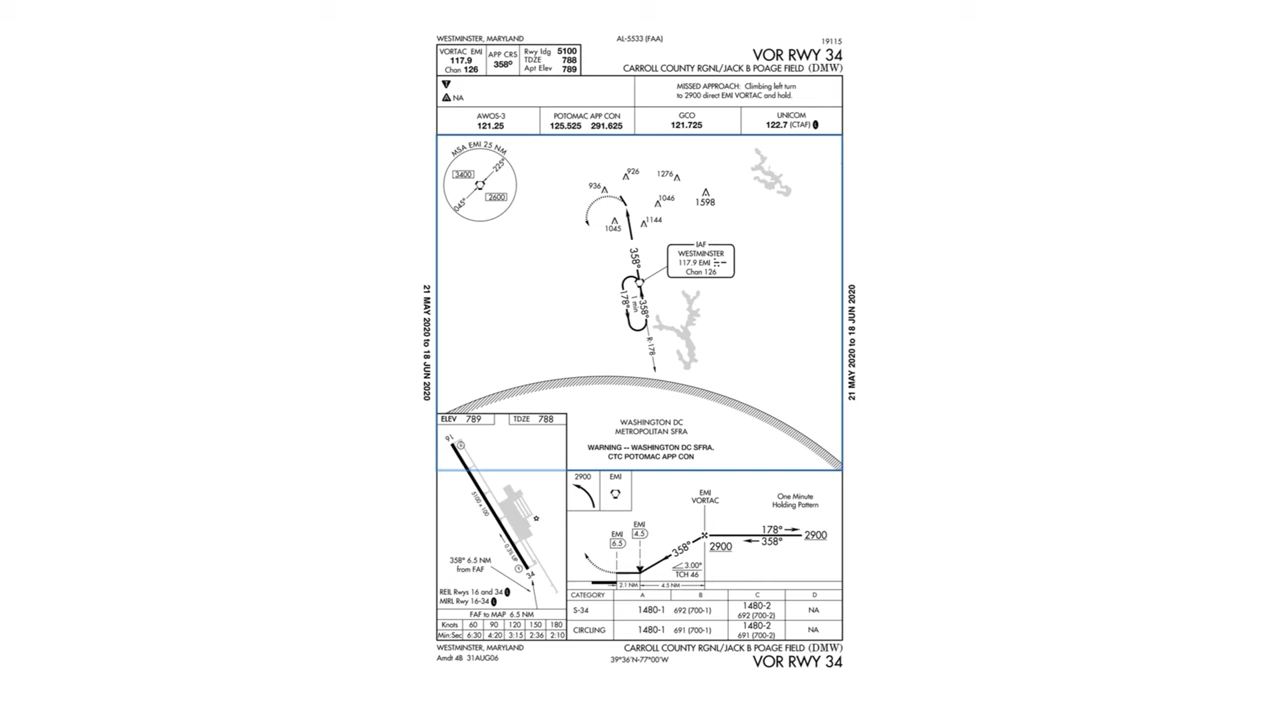 WESTMINSTER, MARYLAND
AL-5533 (FAA)
19115
VORTAC EMI
117.9
Chan 126
APP CRS
358°
Rwy ldg 5100
TDZE 788
Apt Elev 789
VOR RWY 34
CARROLL COUNTY RGNL/JACK B POAGE FIELD (DMW)
T
A NA
MISSED APPROACH: Climbing left turn
to 2900 direct EMI VORTAC and hold.
AWOS-3
121.25
POTOMAC APP CON
125.525 291.625
GCO
121.725
UNICOM
122.7 (CTAF) L
MSA EMI 25 NM
225°
3400
2600
045°
926
1276
936
1046
1598
1144
1045
358°
IAF
WESTMINSTER
117.9 EMI
Chan 126
178°
1 min
358°
R-178
21 MAY 2020 to 18 JUN 2020
21 MAY 2020 to 18 JUN 2020
WASHINGTON DC
METROPOLITAN SFRA
WARNING -- WASHINGTON DC SFRA.
CTC POTOMAC APP CON
ELEV 789
TDZE 788
16
5100 x 100
0.3% UP
34
358° 6.5 NM
from FAF
REIL Rwys 16 and 34 L
MIRL Rwy 16-34 L
FAF to MAP 6.5 NM
Knots 60 90 120 150 180
Min:Sec 6:30 4:20 3:15 2:36 2:10
2900
EMI
EMI
VORTAC
One Minute
Holding Pattern
EMI
6.5
EMI
4.5
358°
2900
178°
358°
2900
3.00°
TCH 46
2.1 NM
4.5 NM
CATEGORY A B C D
S-34 1480-1 692 (700-1) 1480-2 692 (700-2) NA
CIRCLING 1480-1 691 (700-1) 1480-2 691 (700-2) NA
WESTMINSTER, MARYLAND
Amdt 4B 31AUG06
39°36'N-77°00'W
CARROLL COUNTY RGNL/JACK B POAGE FIELD (DMW)
VOR RWY 34